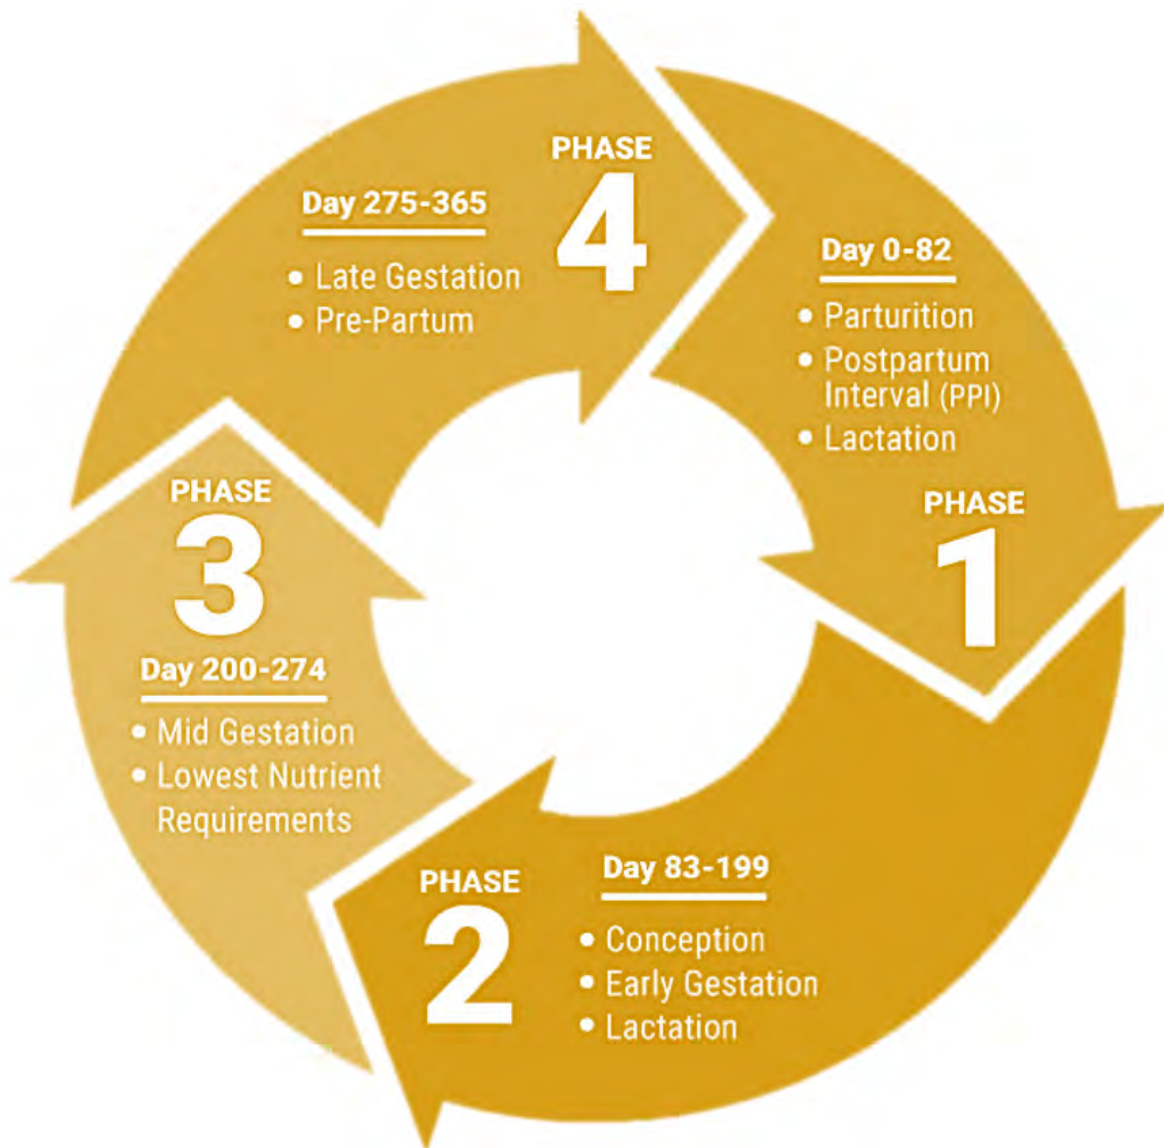 PHASE
1
Day 0-82
• Parturition
• Postpartum
Interval (PPI)
• Lactation
PHASE
2
Day 83-199
• Conception
• Early Gestation
• Lactation
PHASE
3
Day 200-274
• Mid Gestation
• Lowest Nutrient
Requirements
PHASE
4
Day 275-365
• Late Gestation
• Pre-Partum